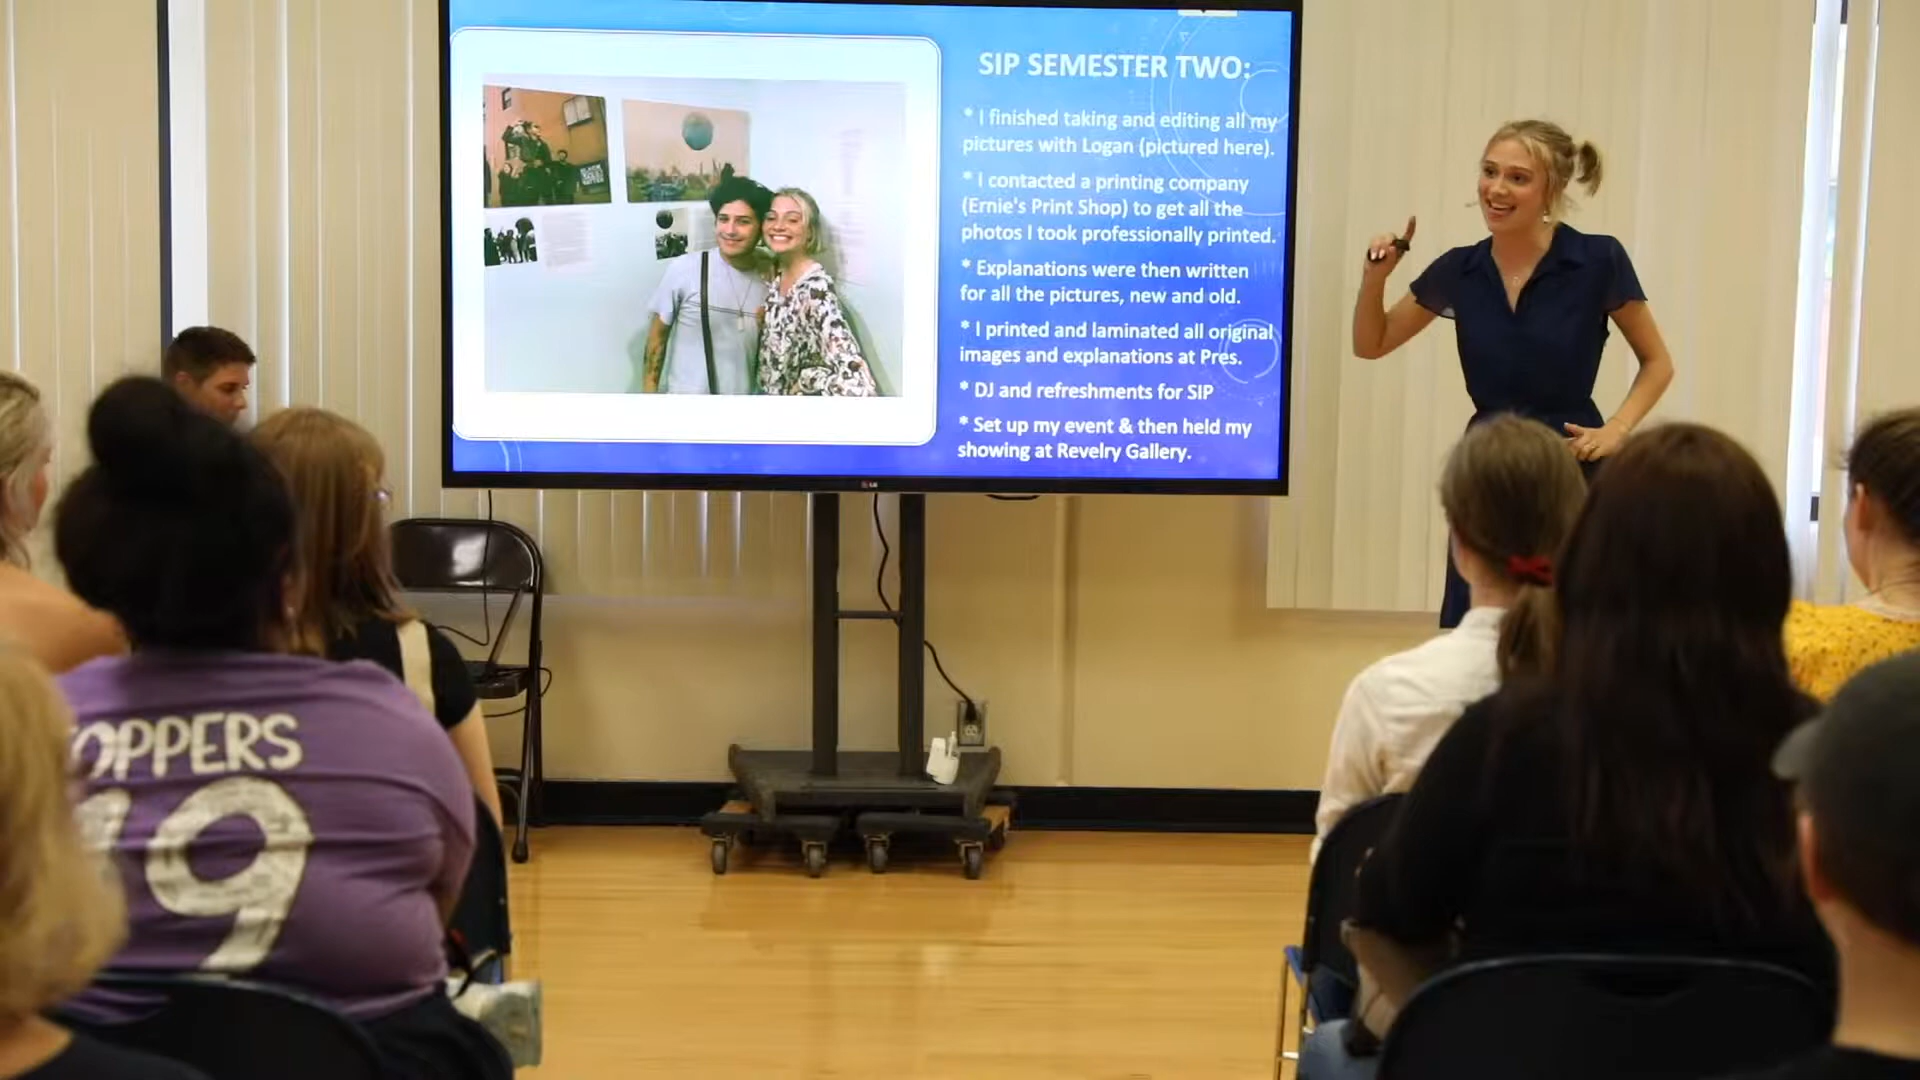 SIP SEMESTER TWO:
* I finished taking and editing all my
pictures with Logan (pictured here).
* I contacted a printing company
(Ernie's Print Shop) to get all the
photos I took professionally printed.
* Explanations were then written
for all the pictures, new and old.
* I printed and laminated all original
images and explanations at Pres.
* DJ and refreshments for SIP
* Set up my event & then held my
showing at Revelry Gallery.
LG
OPPERS
19